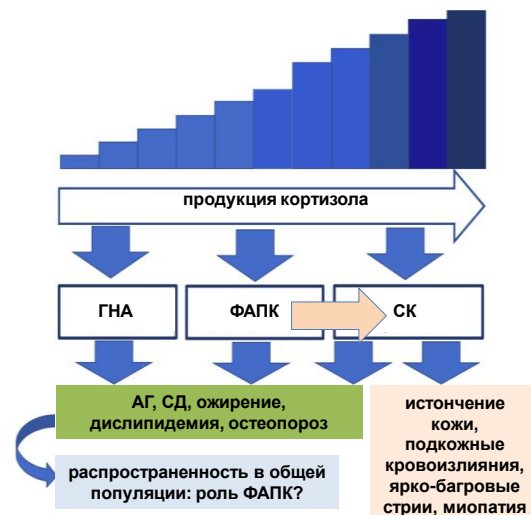 продукция кортизола
ГНА
ФАПК
СК
АГ, СД, ожирение,
дислипидемия, остеопороз
истончение
кожи,
подкожные
кровоизлияния,
ярко-багровые
стрии, миопатия
распространенность в общей
популяции: роль ФАПК?